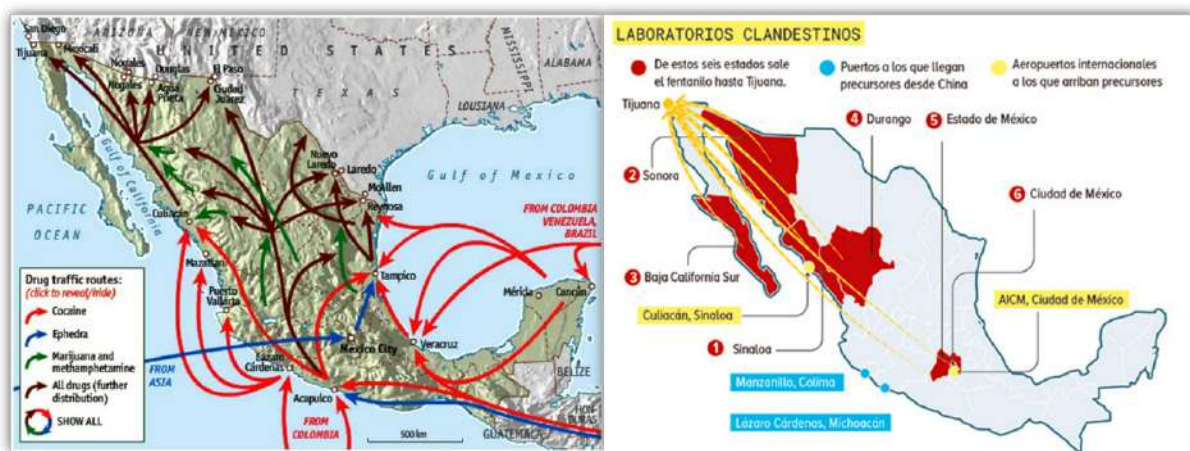 San Diego
ARIZONA
NEW MEXICO
Tijuana
Mexicali
UNITED STATES
MISSISSIPPI
ALABAMA
Nogales
Nogales
Douglas
Agua Prieta
El Paso
Ciudad Juárez
TEXAS
LOUSIANA
Gulf of California
Nuevo Laredo
Laredo
McAllen
Reynosa
Gulf of Mexico
PACIFIC OCEAN
Culiacán
FROM COLOMBIA
VENEZUELA,
BRAZIL
Mazatlán
Tampico
Puerto Vallarta
Mérida
Cancún
Mexico City
Veracruz
FROM ASIA
Lázaro Cárdenas
Acapulco
BELIZE
HON-
DURAS
GUATEMALA
FROM COLOMBIA
500 km
Drug traffic routes:
(click to reveal/hide)
Cocaine
Ephedra
Marijuana and
methamphetamine
All drugs (further
distribution)
SHOW ALL
LABORATORIOS CLANDESTINOS
De estos seis estados sale
el fentanilo hasta Tijuana.
Puertos a los que llegan
precursores desde China
Aeropuertos internacionales
a los que arriban precursores
Tijuana
4 Durango
5 Estado de México
2 Sonora
6 Ciudad de México
3 Baja California Sur
AICM, Ciudad de México
Culiacán, Sinaloa
1 Sinaloa
Manzanillo, Colima
Lázaro Cárdenas, Michoacán